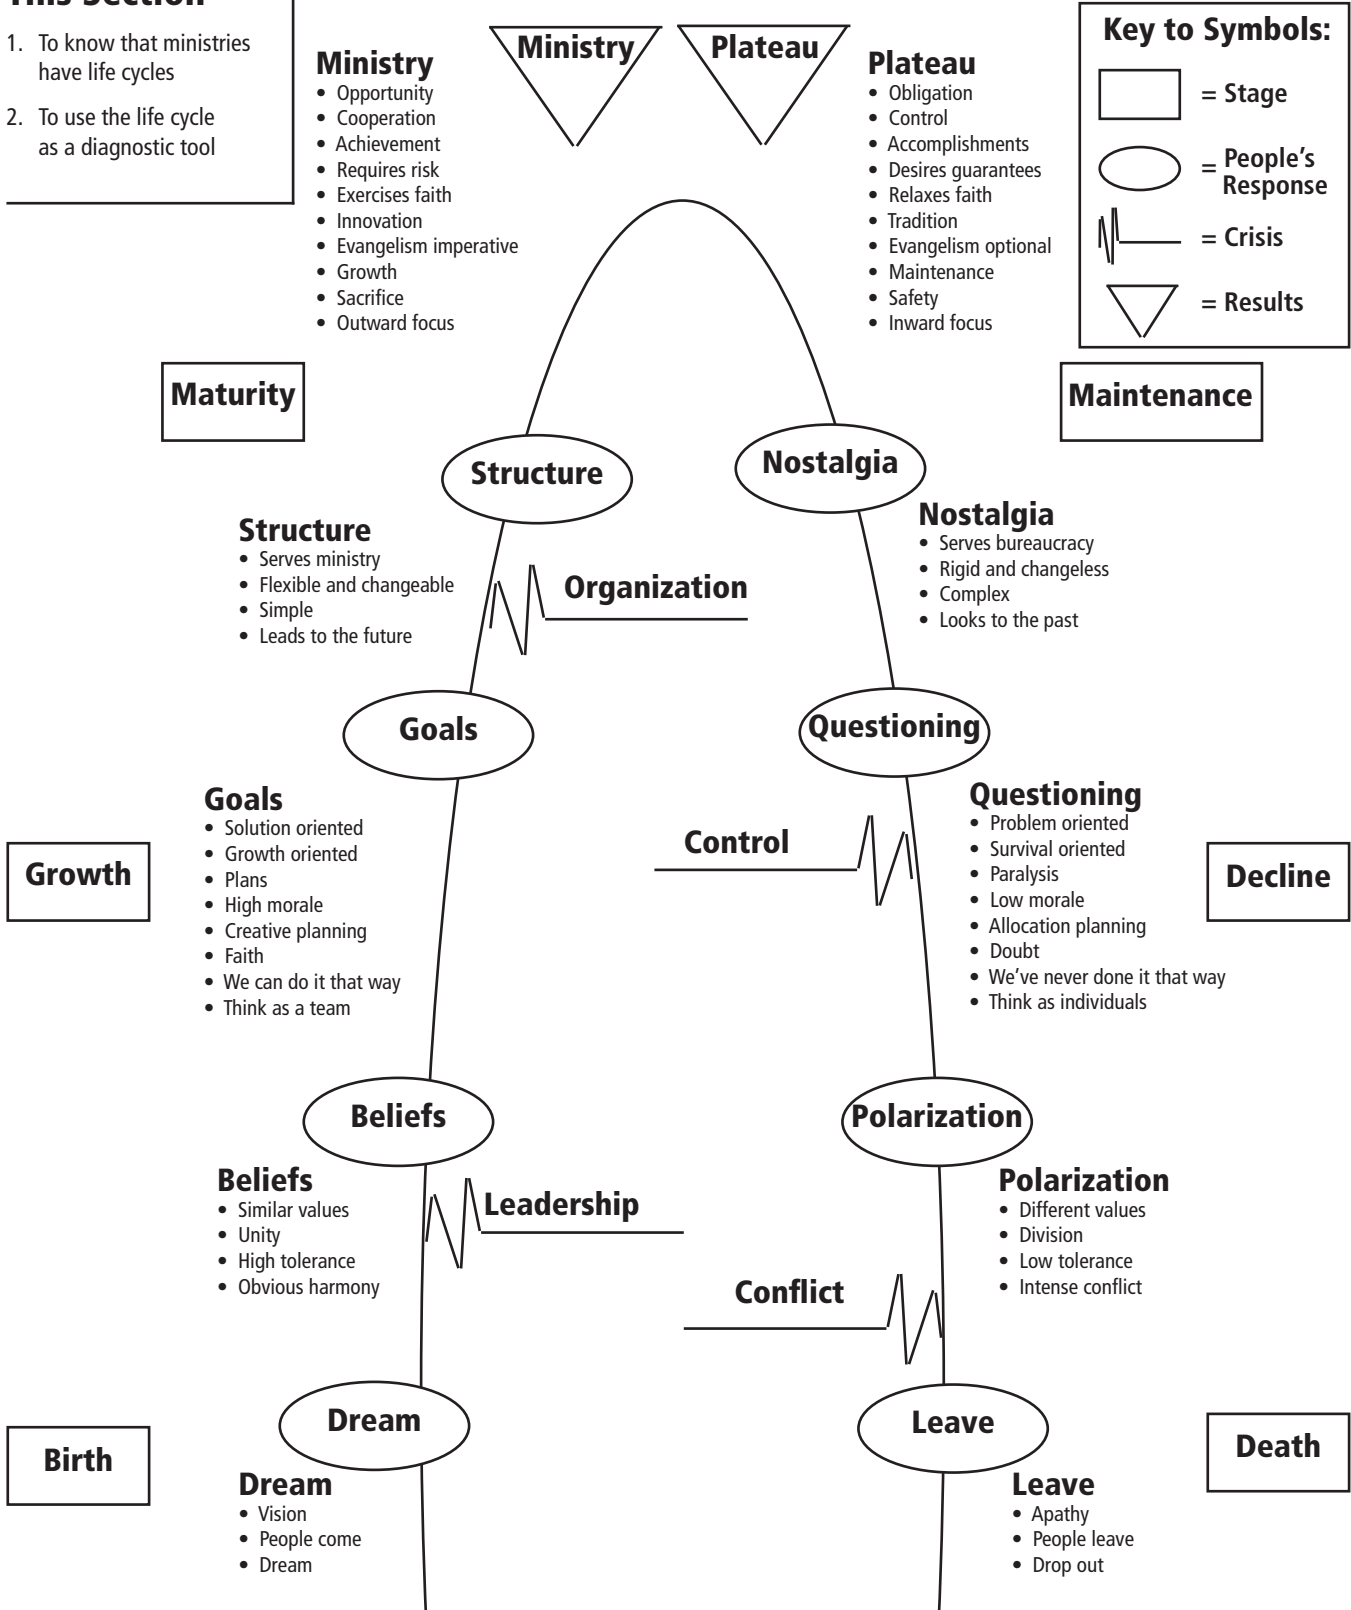 This Section
1. To know that ministries
have life cycles
2. To use the life cycle
as a diagnostic tool
Ministry
Plateau
Ministry
• Opportunity
• Cooperation
• Achievement
• Requires risk
• Exercises faith
• Innovation
• Evangelism imperative
• Growth
• Sacrifice
• Outward focus
Plateau
• Obligation
• Control
• Accomplishments
• Desires guarantees
• Relaxes faith
• Tradition
• Evangelism optional
• Maintenance
• Safety
• Inward focus
Key to Symbols:
= Stage
= People’s
Response
= Crisis
= Results
Maturity
Maintenance
Structure
Nostalgia
Structure
• Serves ministry
• Flexible and changeable
• Simple
• Leads to the future
Organization
Nostalgia
• Serves bureaucracy
• Rigid and changeless
• Complex
• Looks to the past
Goals
Questioning
Goals
• Solution oriented
• Growth oriented
• Plans
• High morale
• Creative planning
• Faith
• We can do it that way
• Think as a team
Growth
Control
Questioning
• Problem oriented
• Survival oriented
• Paralysis
• Low morale
• Allocation planning
• Doubt
• We’ve never done it that way
• Think as individuals
Decline
Beliefs
Polarization
Beliefs
• Similar values
• Unity
• High tolerance
• Obvious harmony
Leadership
Conflict
Polarization
• Different values
• Division
• Low tolerance
• Intense conflict
Dream
Leave
Birth
Death
Dream
• Vision
• People come
• Dream
Leave
• Apathy
• People leave
• Drop out